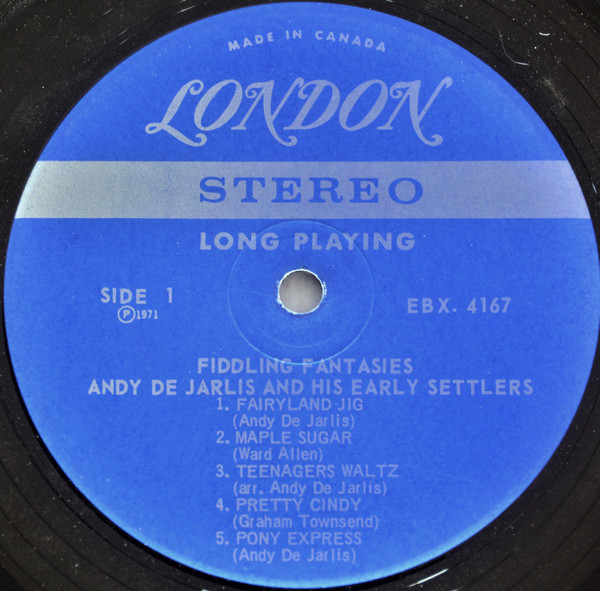 MADE IN CANADA
LONDON
STEREO
LONG PLAYING
SIDE 1
℗1971
EBX. 4167
FIDDLING FANTASIES
ANDY DE JARLIS AND HIS EARLY SETTLERS
1. FAIRYLAND JIG
(Andy De Jarlis)
2. MAPLE SUGAR
(Ward Allen)
3. TEENAGERS WALTZ
(arr. Andy De Jarlis)
4. PRETTY CINDY
(Graham Townsend)
5. PONY EXPRESS
(Andy De Jarlis)